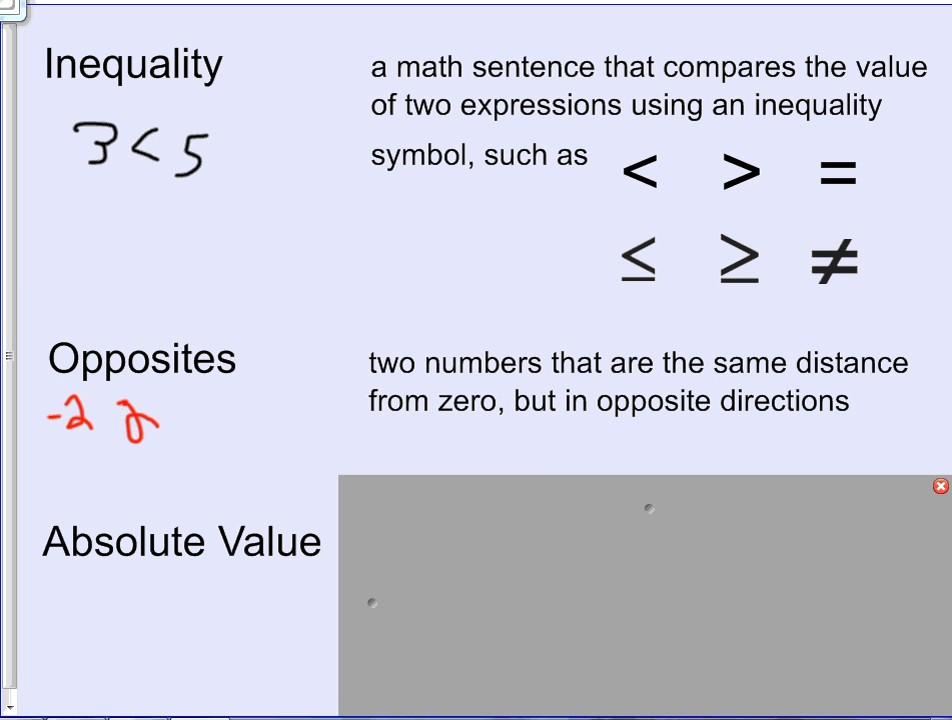 Inequality
a math sentence that compares the value
of two expressions using an inequality
symbol, such as < > =
≤ ≥ ≠
3 < 5
Opposites
two numbers that are the same distance
from zero, but in opposite directions
-2 2
Absolute Value